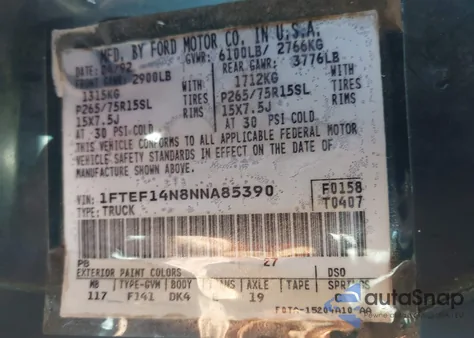 MFD. BY FORD MOTOR CO. IN U.S.A.
DATE: GVWR: 6100LB/ 2766KG
FRONT GAWR: 2900LB REAR GAWR: 3776LB
1315KG WITH 1712KG WITH
P265/75R15SL TIRES P265/75R15SL TIRES
15X7.5J RIMS 15X7.5J RIMS
AT 30 PSI COLD AT 30 PSI COLD
THIS VEHICLE CONFORMS TO ALL APPLICABLE FEDERAL MOTOR
VEHICLE SAFETY STANDARDS IN EFFECT ON THE DATE OF
MANUFACTURE SHOWN ABOVE.
VIN: 1FTEF14N8NNA85390 F0158
TYPE: TRUCK T0407
PB 27
EXTERIOR PAINT COLORS DSO
WB TYPE-GVM BODY TRANS AXLE TAPE SPRINGS
117 F141 DK4 E 19
autoSnap